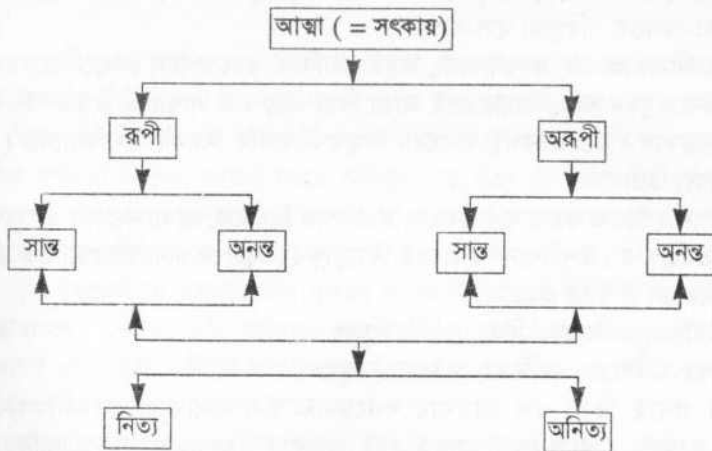 আত্মা ( = সৎকায়)
রূপী
অরূপী
সান্ত
অনন্ত
সান্ত
অনন্ত
নিত্য
অনিত্য